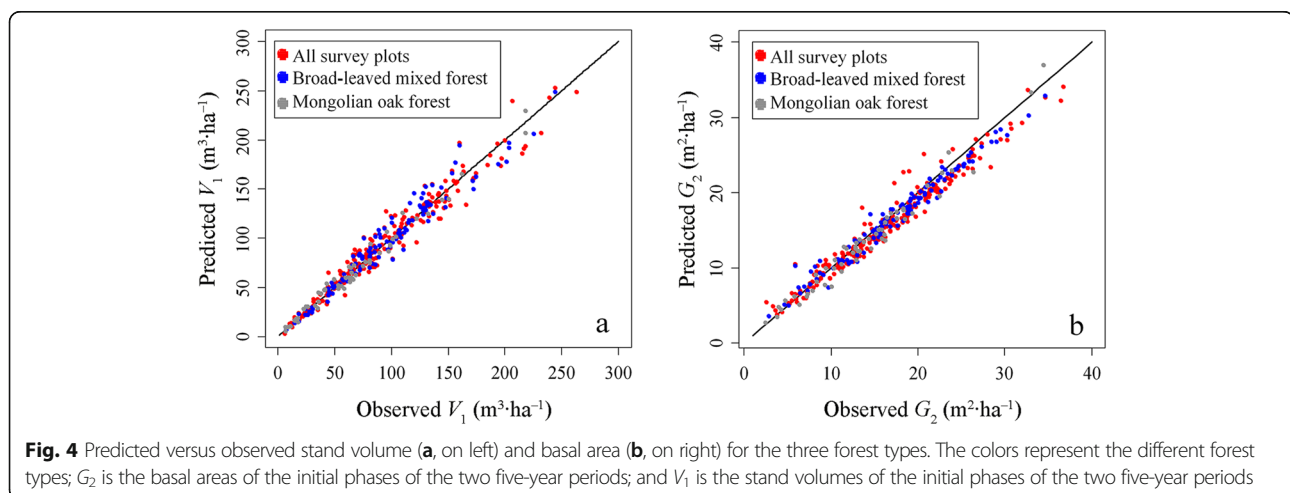 300
250
200
150
100
50
0
Predicted V₁ (m³·ha⁻¹)
All survey plots
Broad-leaved mixed forest
Mongolian oak forest
a
0 50 100 150 200 250 300
Observed V₁ (m³·ha⁻¹)
40
30
20
10
0
Predicted G₂ (m²·ha⁻¹)
All survey plots
Broad-leaved mixed forest
Mongolian oak forest
b
0 10 20 30 40
Observed G₂ (m²·ha⁻¹)
Fig. 4 Predicted versus observed stand volume (a, on left) and basal area (b, on right) for the three forest types. The colors represent the different forest
types; G₂ is the basal areas of the initial phases of the two five-year periods; and V₁ is the stand volumes of the initial phases of the two five-year periods